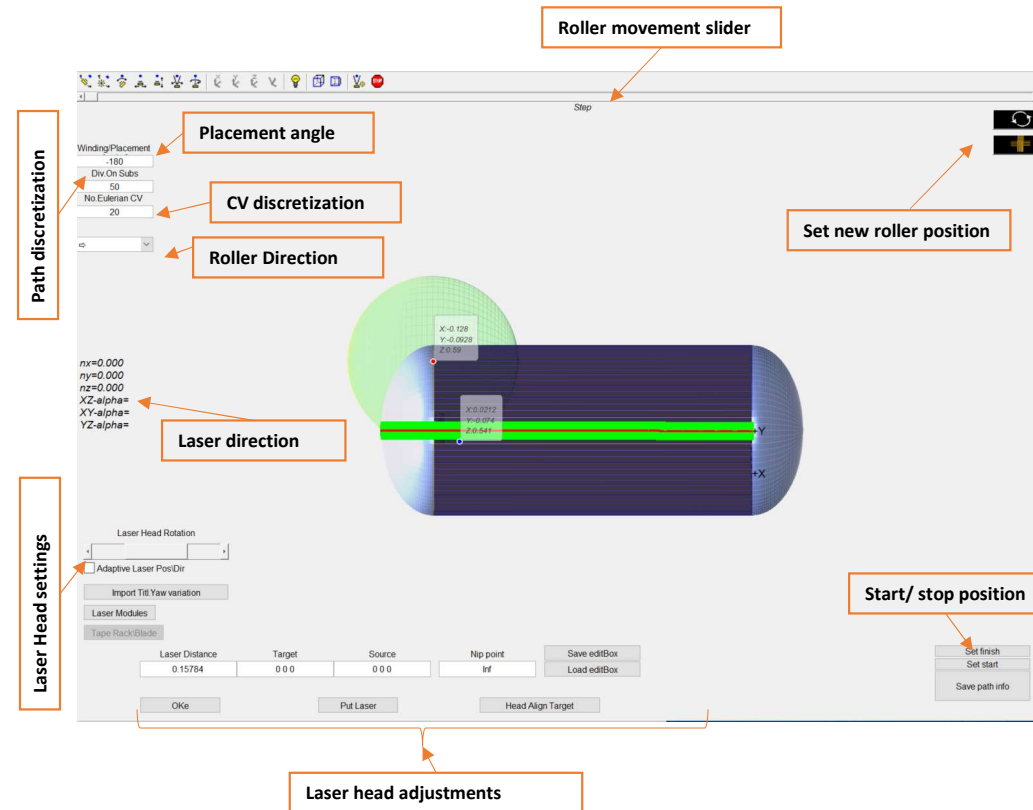 Roller movement slider
STOP
Step
Placement angle
Winding/Placement
-180
Div.On Subs
50
No.Eulerian CV
20
CV discretization
Path discretization
⇨
Roller Direction
Set new roller position
X:-0.128
Y:-0.0928
Z:0.59
X:0.0212
Y:-0.074
Z:0.541
+Y
+X
nx=0.000
ny=0.000
nz=0.000
XZ-alpha=
XY-alpha=
YZ-alpha=
Laser direction
Laser Head settings
Laser Head Rotation
Adaptive Laser Pos\Dir
Import Titl.Yaw variation
Laser Modules
Tape Rack\Blade
Start/ stop position
Laser Distance Target Source Nip point Save editBox
0.15784 0 0 0 0 0 0 Inf Load editBox
Set finish
Set start
Save path info
OKe Put Laser Head Align Target
Laser head adjustments